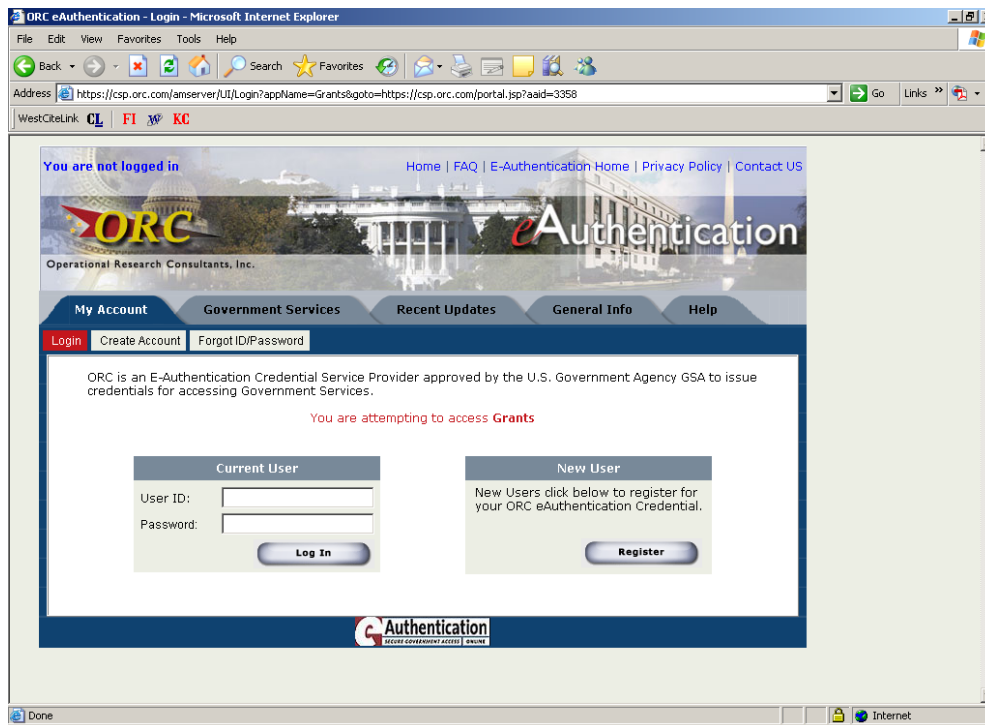 ORC eAuthentication - Login - Microsoft Internet Explorer
File Edit View Favorites Tools Help
Back Search Favorites
Address https://csp.orc.com/amserver/UI/Login?appName=Grants&goto=https://csp.orc.com/portal.jsp?aaid=3358 Go Links »
WestCiteLink CL FI W KC
You are not logged in Home | FAQ | E-Authentication Home | Privacy Policy | Contact US
ORC eAuthentication
Operational Research Consultants, Inc.
My Account Government Services Recent Updates General Info Help
Login Create Account Forgot ID/Password
ORC is an E-Authentication Credential Service Provider approved by the U.S. Government Agency GSA to issue
credentials for accessing Government Services.
You are attempting to access Grants
Current User New User
User ID: New Users click below to register for
your ORC eAuthentication Credential.
Password:
Log In Register
Authentication
SECURE GOVERNMENT ACCESS ONLINE
Done Internet